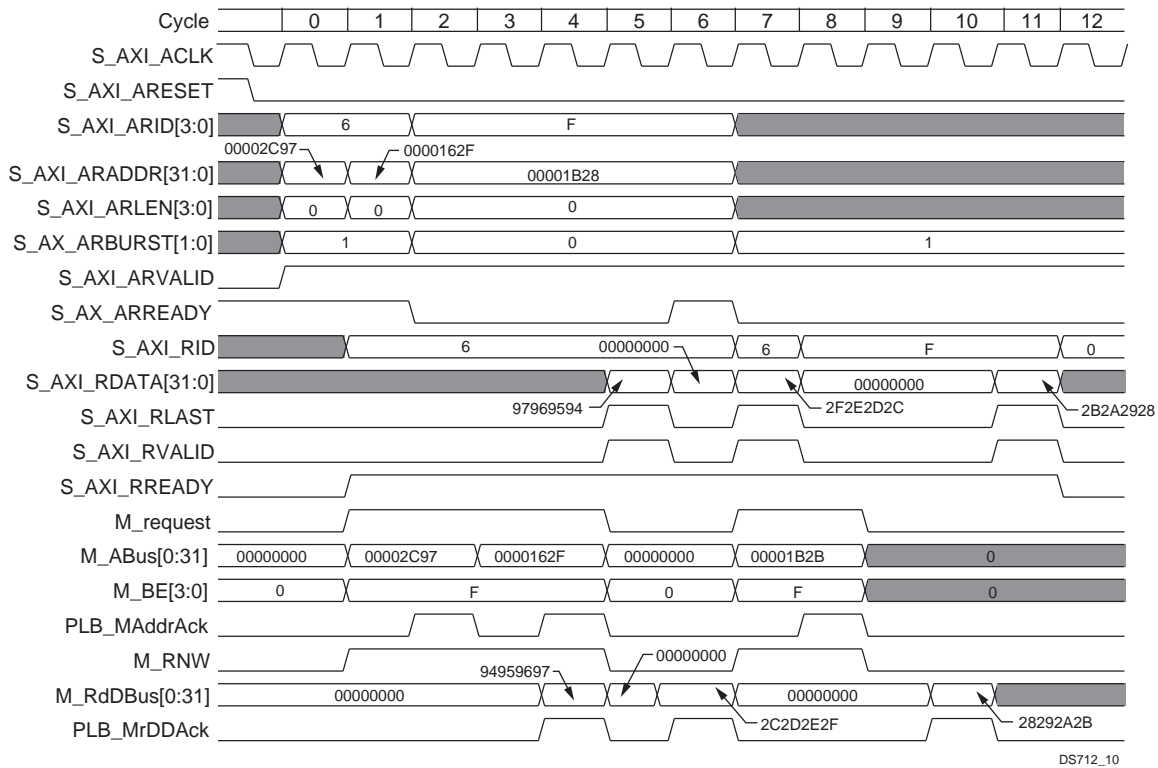 Cycle 0 1 2 3 4 5 6 7 8 9 10 11 12
S_AXI_ACLK
S_AXI_ARESET
S_AXI_ARID[3:0] 6 F
00002C97 0000162F
S_AXI_ARADDR[31:0] 00001B28
S_AXI_ARLEN[3:0] 0 0 0
S_AX_ARBURST[1:0] 1 0 1
S_AXI_ARVALID
S_AX_ARREADY
S_AXI_RID 6 00000000 6 F 0
S_AXI_RDATA[31:0] 00000000
97969594 2F2E2D2C 2B2A2928
S_AXI_RLAST
S_AXI_RVALID
S_AXI_RREADY
M_request
M_ABus[0:31] 00000000 00002C97 0000162F 00000000 00001B2B 0
M_BE[3:0] 0 F 0 F 0
PLB_MAddrAck
M_RNW 00000000
94959697
M_RdDBus[0:31] 00000000 00000000
PLB_MrDDAck 2C2D2E2F 28292A2B
DS712_10